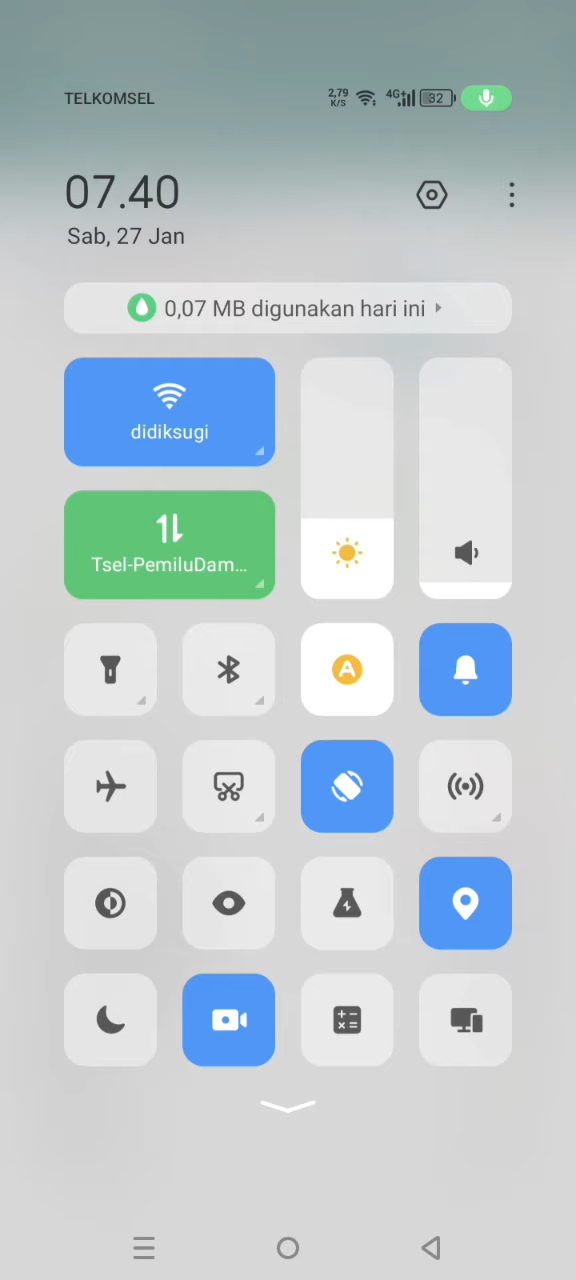 TELKOMSEL 2,79 K/S 4G+ 32
07.40
Sab, 27 Jan
0,07 MB digunakan hari ini
didiksugi
Tsel-PemiluDam...
A